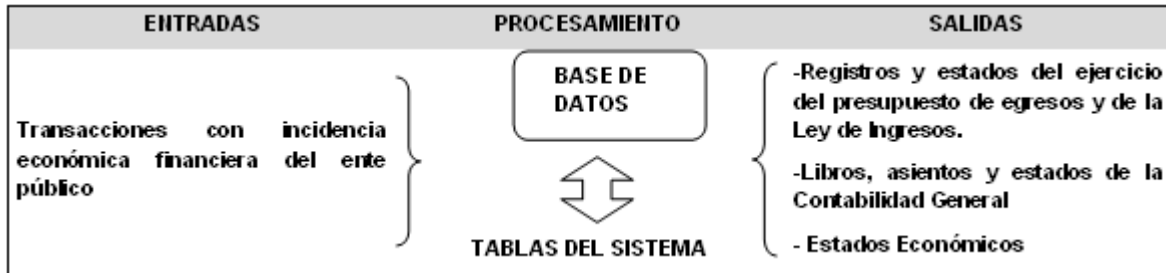 ENTRADAS
PROCESAMIENTO
SALIDAS
Transacciones con incidencia
económica financiera del ente
público
BASE DE
DATOS
TABLAS DEL SISTEMA
-Registros y estados del ejercicio
del presupuesto de egresos y de la
Ley de Ingresos.
-Libros, asientos y estados de la
Contabilidad General
- Estados Económicos